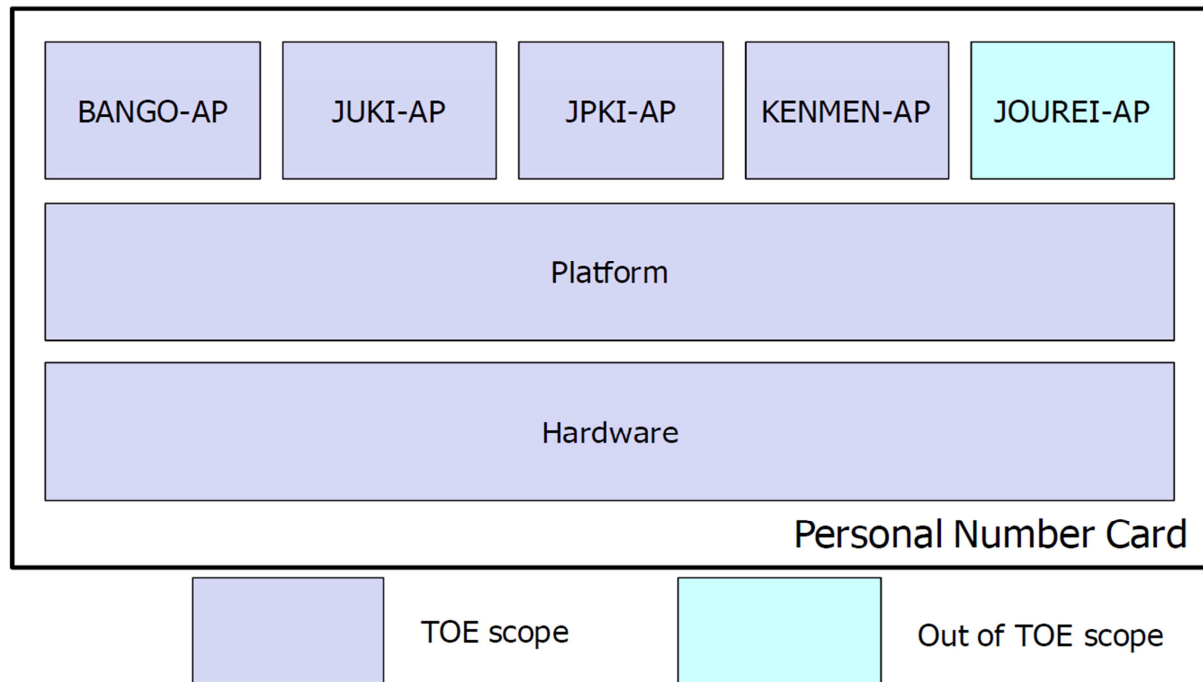 BANGO-AP
JUKI-AP
JPKI-AP
KENMEN-AP
JOUREI-AP
Platform
Hardware
Personal Number Card
TOE scope
Out of TOE scope